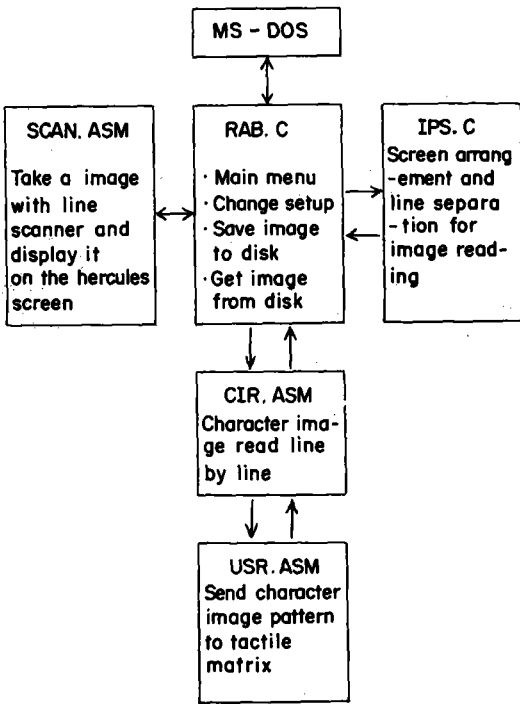 MS - DOS
SCAN. ASM
Take a image
with line
scanner and
display it
on the hercules
screen
RAB. C
· Main menu
· Change setup
· Save image
to disk
· Get image
from disk
IPS. C
Screen arrang
-ement and
line separa
-tion for
image read-
ing
CIR. ASM
Character ima-
ge read line
by line
USR. ASM
Send character
image pattern
to tactile
matrix